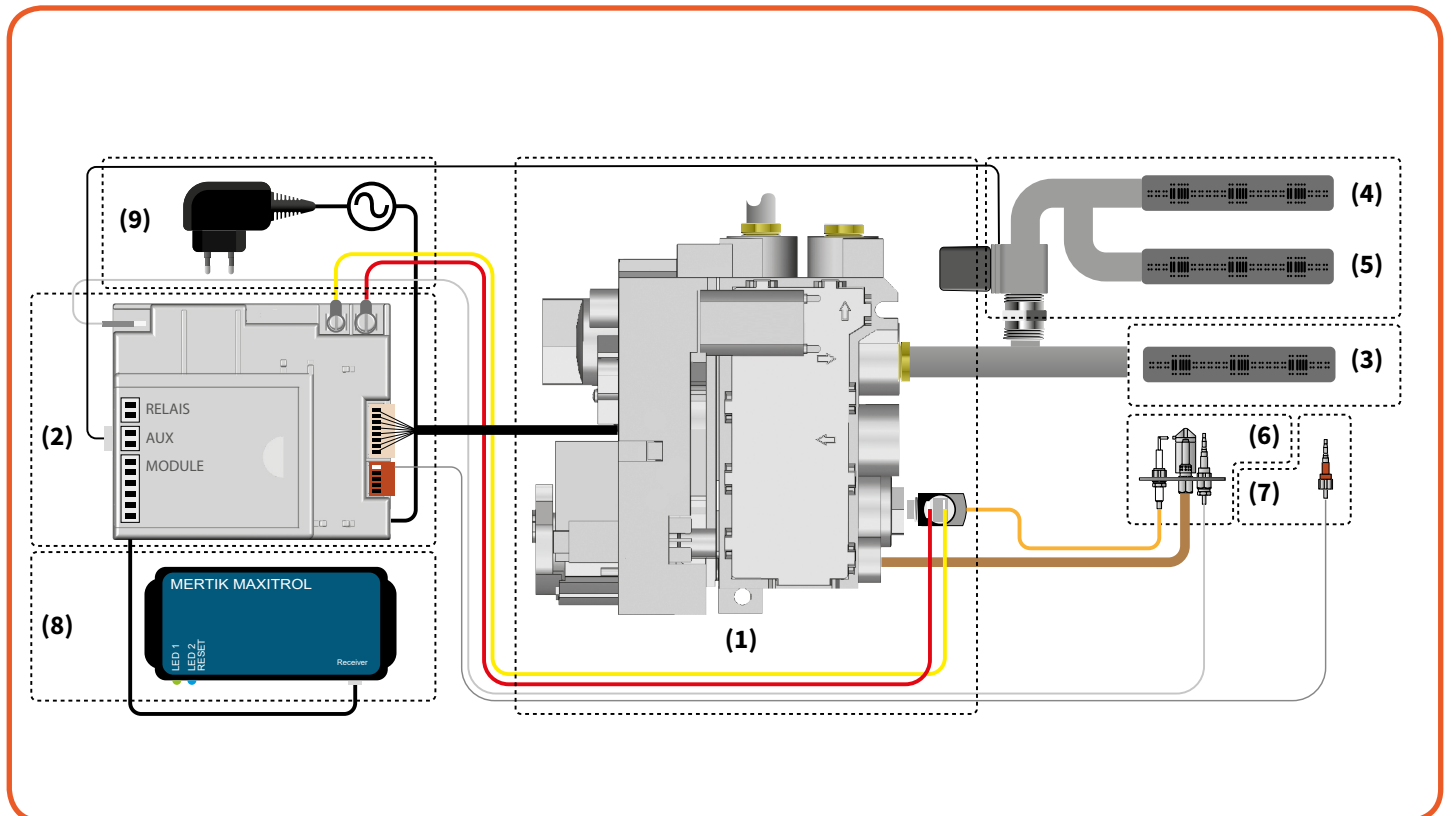 (9)
(4)
(5)
(3)
(2)
RELAIS
AUX
MODULE
(6)
(7)
(1)
(8)
MERTIK MAXITROL
LED 1
LED 2
RESET
Receiver